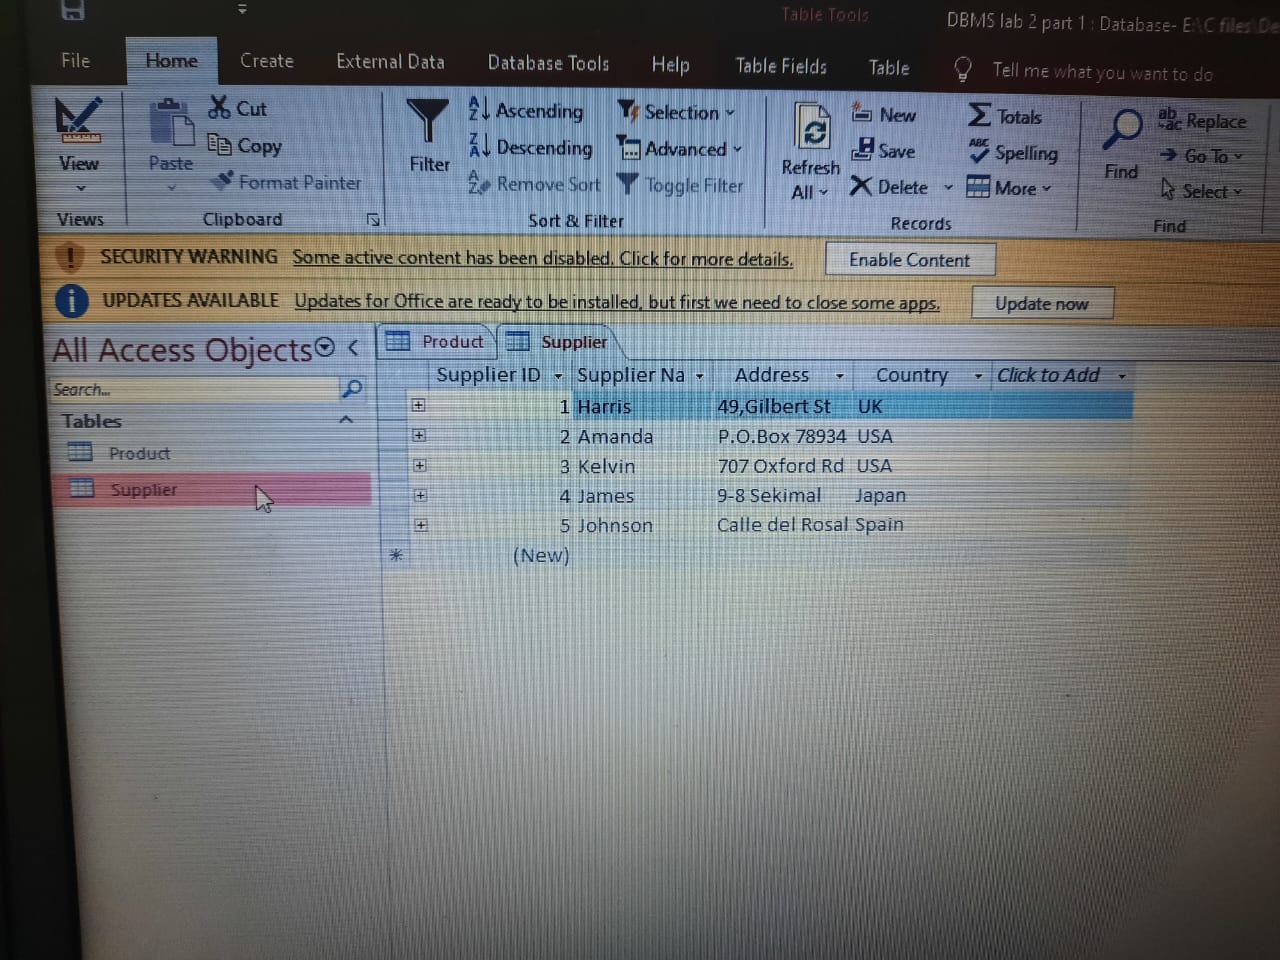 Table Tools
DBMS lab 2 part 1 : Database- E:\C files\De
File Home Create External Data Database Tools Help Table Fields Table Tell me what you want to do
View
Views
Paste
Cut
Copy
Format Painter
Clipboard
Filter
Ascending
Descending
Remove Sort
Selection
Advanced
Toggle Filter
Sort & Filter
Refresh
All
New
Save
Delete
Totals
Spelling
More
Records
Find
Replace
Go To
Select
Find
SECURITY WARNING Some active content has been disabled. Click for more details. Enable Content
UPDATES AVAILABLE Updates for Office are ready to be installed, but first we need to close some apps. Update now
All Access Objects
Search...
Tables
Product
Supplier
Product Supplier
Supplier ID Supplier Na Address Country Click to Add
1 Harris 49,Gilbert St UK
2 Amanda P.O.Box 78934 USA
3 Kelvin 707 Oxford Rd USA
4 James 9-8 Sekimal Japan
5 Johnson Calle del Rosal Spain
(New)